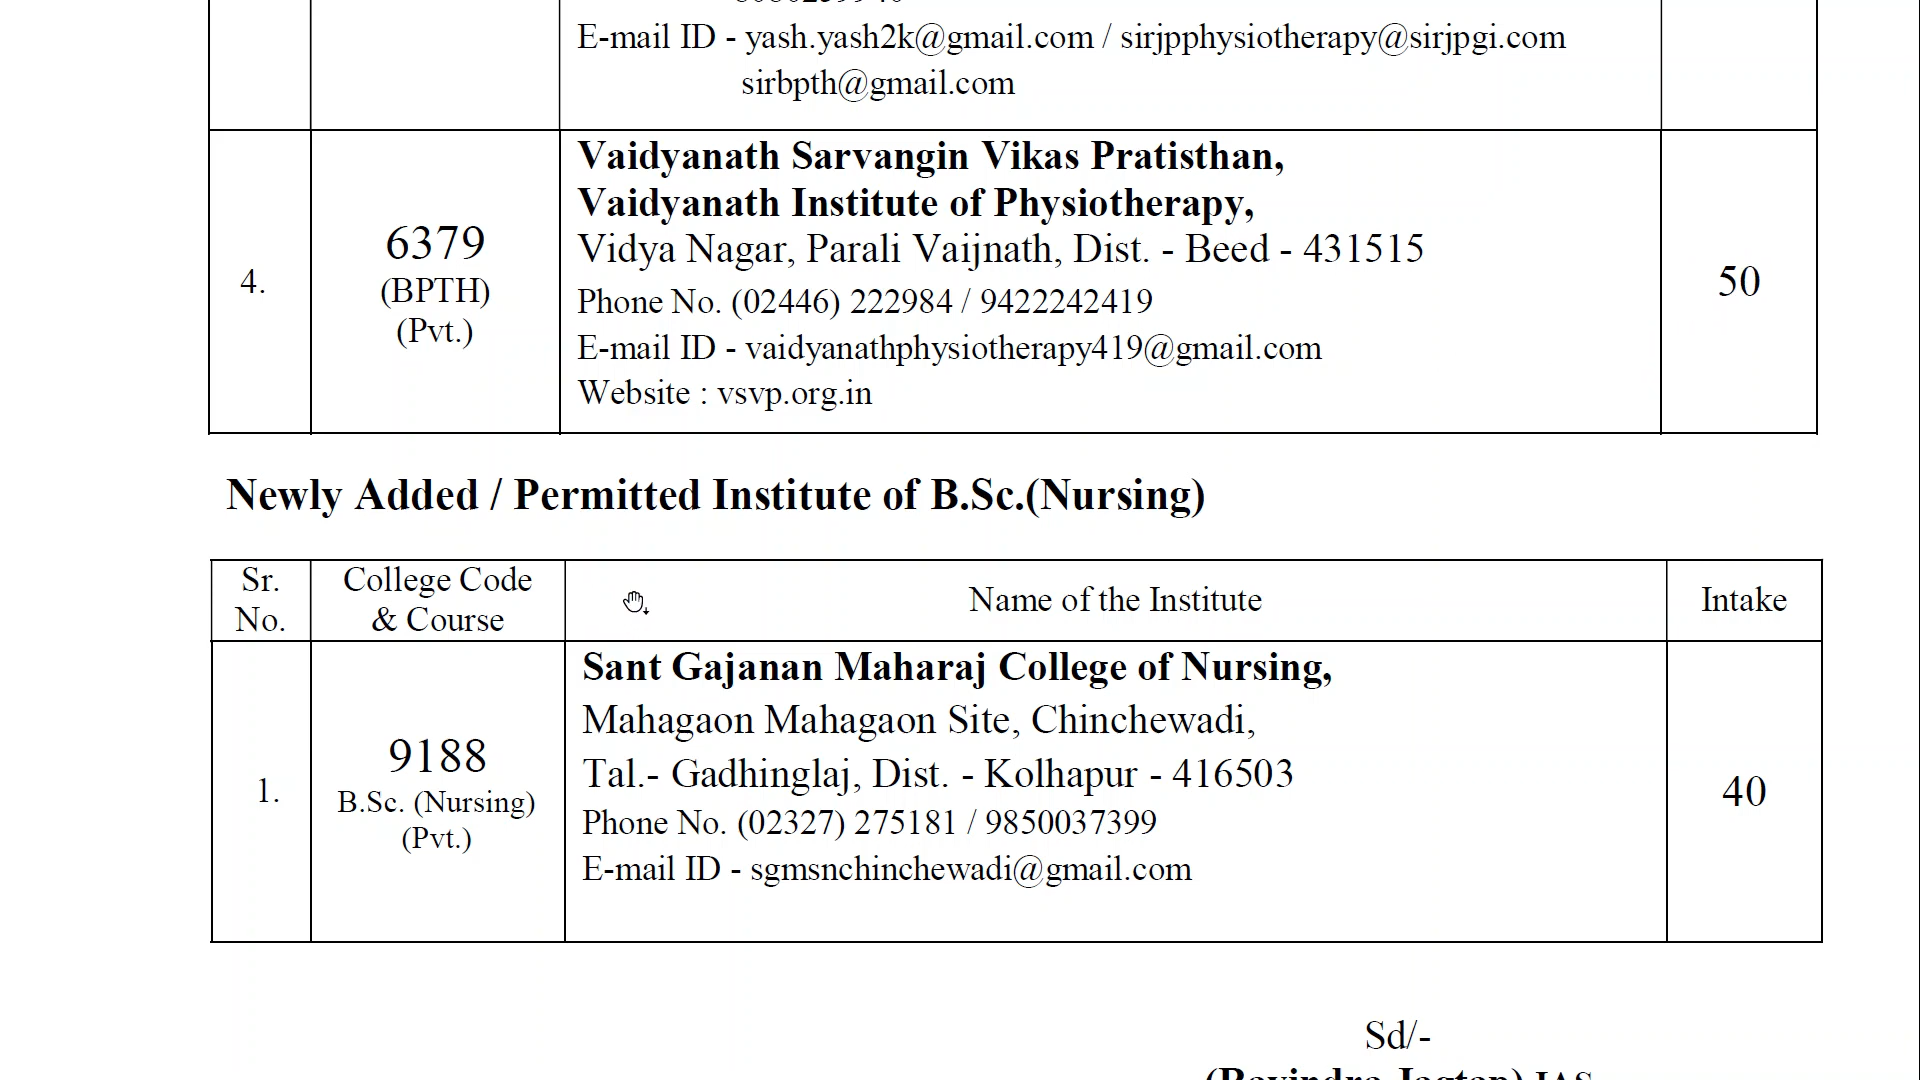 E-mail ID - yash.yash2k@gmail.com / sirjpphysiotherapy@sirjpgi.com
sirbpth@gmail.com
4.
6379
(BPTH)
(Pvt.)
Vaidyanath Sarvangin Vikas Pratisthan,
Vaidyanath Institute of Physiotherapy,
Vidya Nagar, Parali Vaijnath, Dist. - Beed - 431515
Phone No. (02446) 222984 / 9422242419
E-mail ID - vaidyanathphysiotherapy419@gmail.com
Website : vsvp.org.in
50
Newly Added / Permitted Institute of B.Sc.(Nursing)
Sr.
No.
College Code
& Course
Name of the Institute
Intake
1.
9188
B.Sc. (Nursing)
(Pvt.)
Sant Gajanan Maharaj College of Nursing,
Mahagaon Mahagaon Site, Chinchewadi,
Tal.- Gadhinglaj, Dist. - Kolhapur - 416503
Phone No. (02327) 275181 / 9850037399
E-mail ID - sgmsnchinchewadi@gmail.com
40
Sd/-
(Ravindra Jagtap) IAS